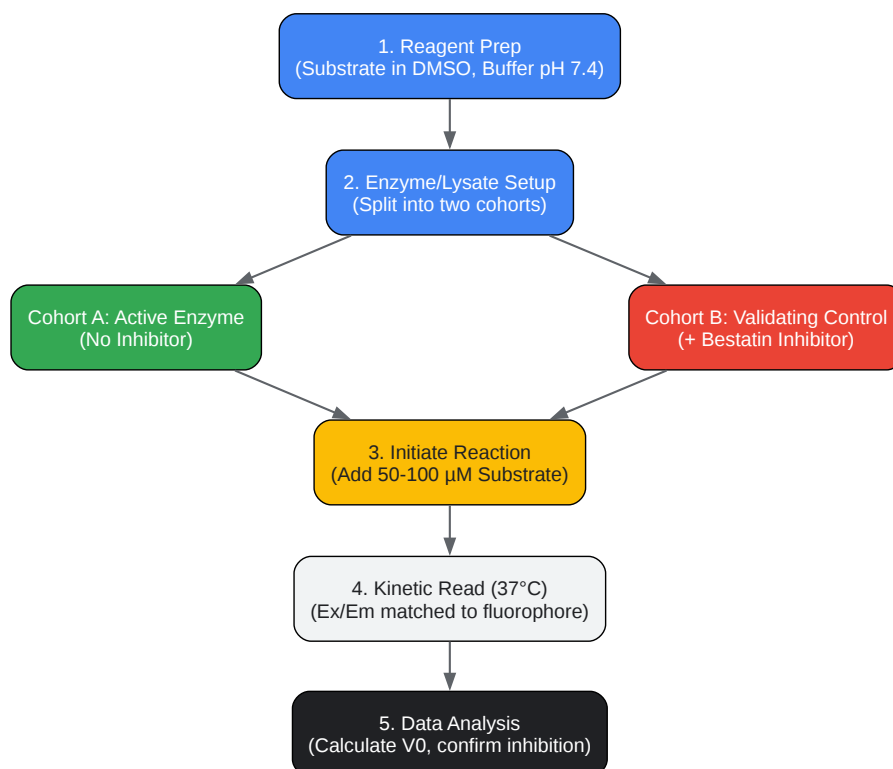 1. Reagent Prep
(Substrate in DMSO, Buffer pH 7.4)
2. Enzyme/Lysate Setup
(Split into two cohorts)
Cohort A: Active Enzyme
(No Inhibitor)
Cohort B: Validating Control
(+ Bestatin Inhibitor)
3. Initiate Reaction
(Add 50-100 µM Substrate)
4. Kinetic Read (37°C)
(Ex/Em matched to fluorophore)
5. Data Analysis
(Calculate V0, confirm inhibition)